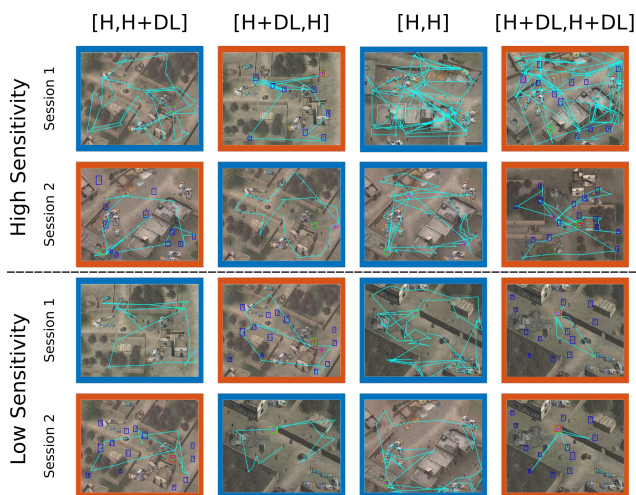 [H,H+DL] [H+DL,H] [H,H] [H+DL,H+DL]
High Sensitivity
Session 1
Session 2
Low Sensitivity
Session 1
Session 2